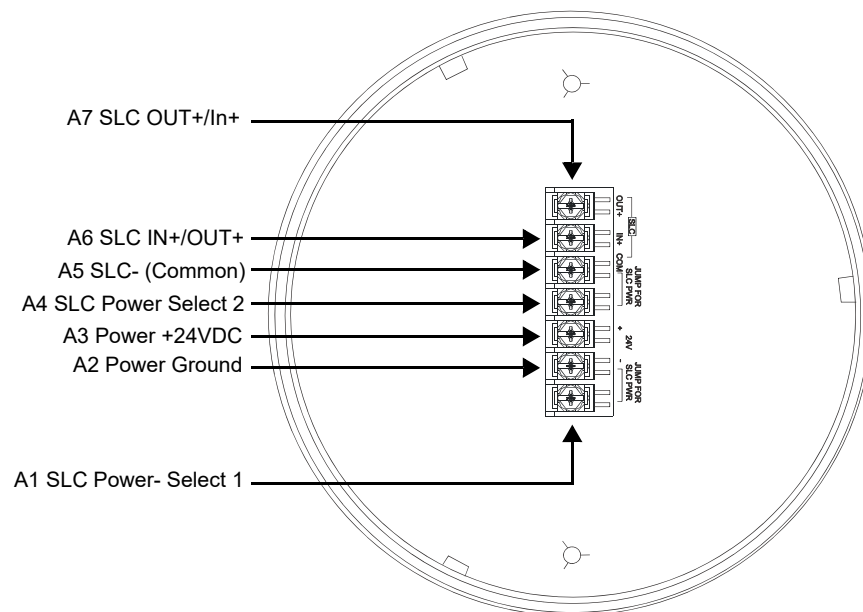 A7 SLC OUT+/In+
A6 SLC IN+/OUT+
A5 SLC- (Common)
A4 SLC Power Select 2
A3 Power +24VDC
A2 Power Ground
A1 SLC Power- Select 1
OUT+
IN+
SLC
COM
JUMP FOR
SLC PWR
+
24V
-
JUMP FOR
SLC PWR